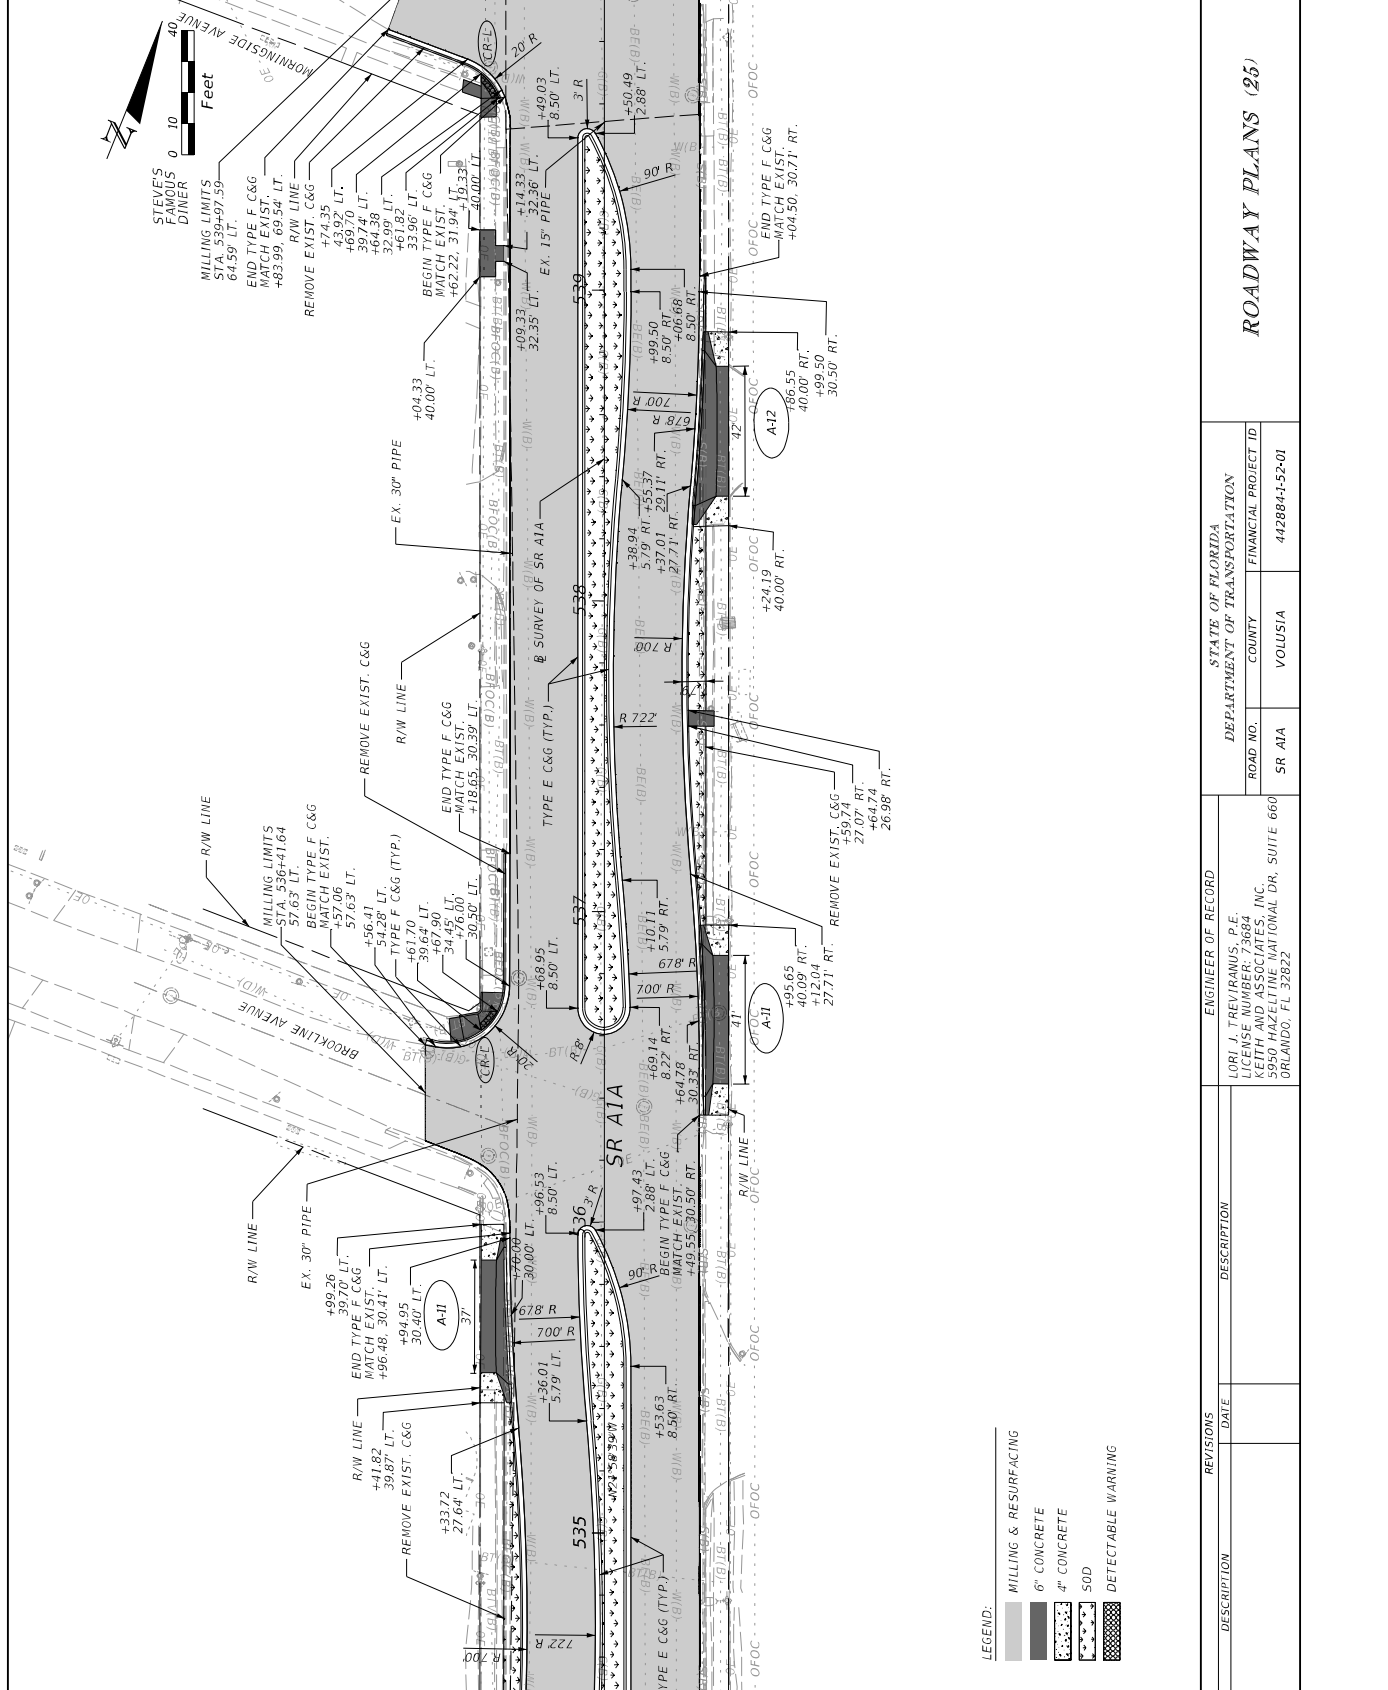 MORNINGSIDE AVENUE
N
0
10
40
Feet
STEVE'S
FAMOUS
DINER
MILLING LIMITS
STA. 539+97.59
64.59' LT.
END TYPE F C&G
MATCH EXIST.
+83.99, 69.54' LT.
R/W LINE
REMOVE EXIST. C&G
+74.35
43.92' LT.
+69.70
39.74' LT.
+64.38
32.99' LT.
+61.82
33.96' LT.
BEGIN TYPE F C&G
MATCH EXIST.
+62.22, 31.94' LT.
+19.33
40.00' LT.
+14.33
32.36' LT.
EX. 15" PIPE
+09.33
32.35' LT.
+04.33
40.00' LT.
CR-L
20' R
+49.03
8.50' LT.
3' R
+50.49
2.88' LT.
90' R
END TYPE F C&G
MATCH EXIST.
+04.50, 30.71' RT.
539
+99.50
8.50' RT.
+06.68
8.50' RT.
+86.55
40.00' RT.
+99.50
30.50' RT.
700' R
678' R
42'
A-12
EX. 30" PIPE
℄ SURVEY OF SR A1A
+38.94
5.79' RT.
+55.37
29.11' RT.
+37.01
27.71' RT.
+24.19
40.00' RT.
538
R/W LINE
REMOVE EXIST. C&G
R 700'
R 722'
TYPE E C&G (TYP.)
END TYPE F C&G
MATCH EXIST.
+18.65, 30.39' LT.
REMOVE EXIST. C&G
+59.74
27.07' RT.
+64.74
26.98' RT.
R/W LINE
MILLING LIMITS
STA. 536+41.64
57.63' LT.
BEGIN TYPE F C&G
MATCH EXIST.
+57.06
57.63' LT.
+56.41
54.28' LT.
TYPE F C&G (TYP.)
+61.70
39.64' LT.
+67.90
34.45' LT.
+76.00
30.50' LT.
537
+68.95
8.50' LT.
+10.11
5.79' RT.
678' R
700' R
+95.65
40.09' RT.
+12.04
27.71' RT.
41'
A-11
BROOKLINE AVENUE
CR-L
20' R
R 8'
+69.14
8.22' RT.
+64.78
30.33' RT.
SR A1A
R/W LINE
BEGIN TYPE F C&G
MATCH EXIST.
+49.55, 30.50' RT.
536
+96.53
8.50' LT.
3' R
+97.43
2.88' LT.
90' R
R/W LINE
EX. 30" PIPE
+99.26
39.70' LT.
END TYPE F C&G
MATCH EXIST.
+96.48, 30.41' LT.
+94.95
30.40' LT.
A-11
37'
+70.00
30.00' LT.
678' R
700' R
+36.01
5.79' LT.
+53.63
8.50' RT.
R/W LINE
+41.82
39.87' LT.
REMOVE EXIST. C&G
+33.72
27.64' LT.
535
R 700'
722' R
YPE E C&G (TYP.)
LEGEND:
MILLING & RESURFACING
6" CONCRETE
4" CONCRETE
SOD
DETECTABLE WARNING
REVISIONS
DESCRIPTION
DATE
DESCRIPTION
ENGINEER OF RECORD
LORI J. TREVIRANUS, P.E.
LICENSE NUMBER: 73684
KEITH AND ASSOCIATES, INC.
5950 HAZELTINE NATIONAL DR, SUITE 660
ORLANDO, FL 32822
STATE OF FLORIDA
DEPARTMENT OF TRANSPORTATION
ROAD NO.
COUNTY
FINANCIAL PROJECT ID
SR A1A
VOLUSIA
442884-1-52-01
ROADWAY PLANS (25)